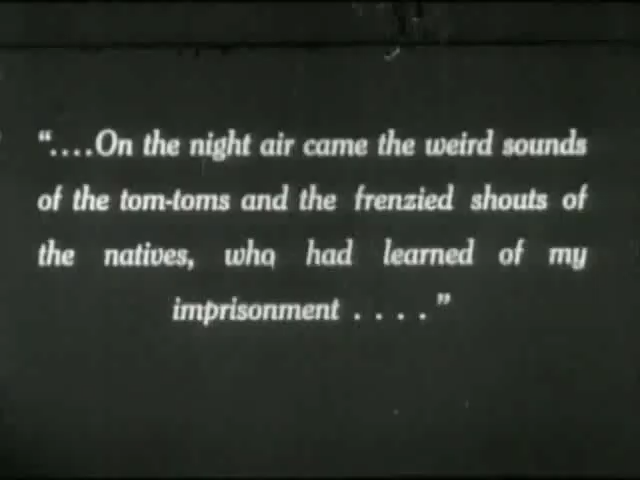 “....On the night air came the weird sounds
of the tom-toms and the frenzied shouts of
the natives, who had learned of my
imprisonment . . . .”